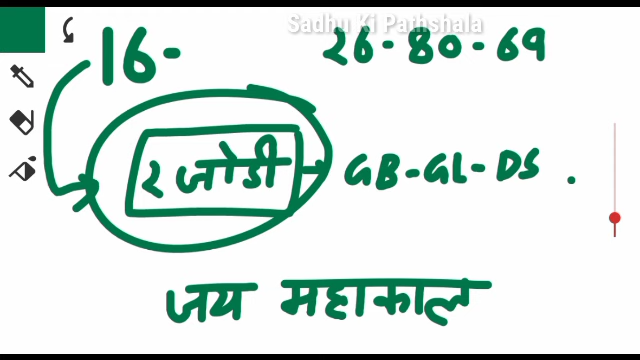 Sadhu Ki Pathshala
16- 26-80-69
२ जोडी GB-GL-DS .
जय महाकाल